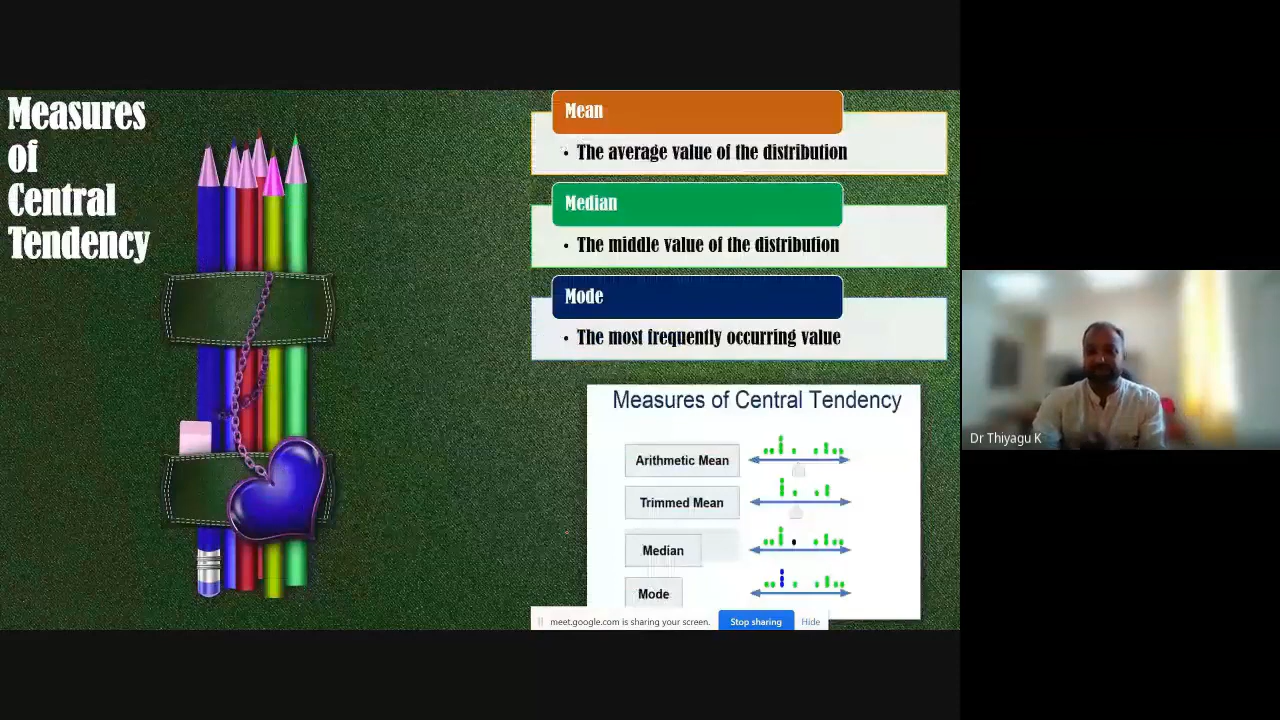 Measures
of
Central
Tendency
Mean
• The average value of the distribution
Median
• The middle value of the distribution
Mode
• The most frequently occurring value
Measures of Central Tendency
Arithmetic Mean
Trimmed Mean
Median
Mode
meet.google.com is sharing your screen.
Stop sharing
Hide
Dr Thiyagu K